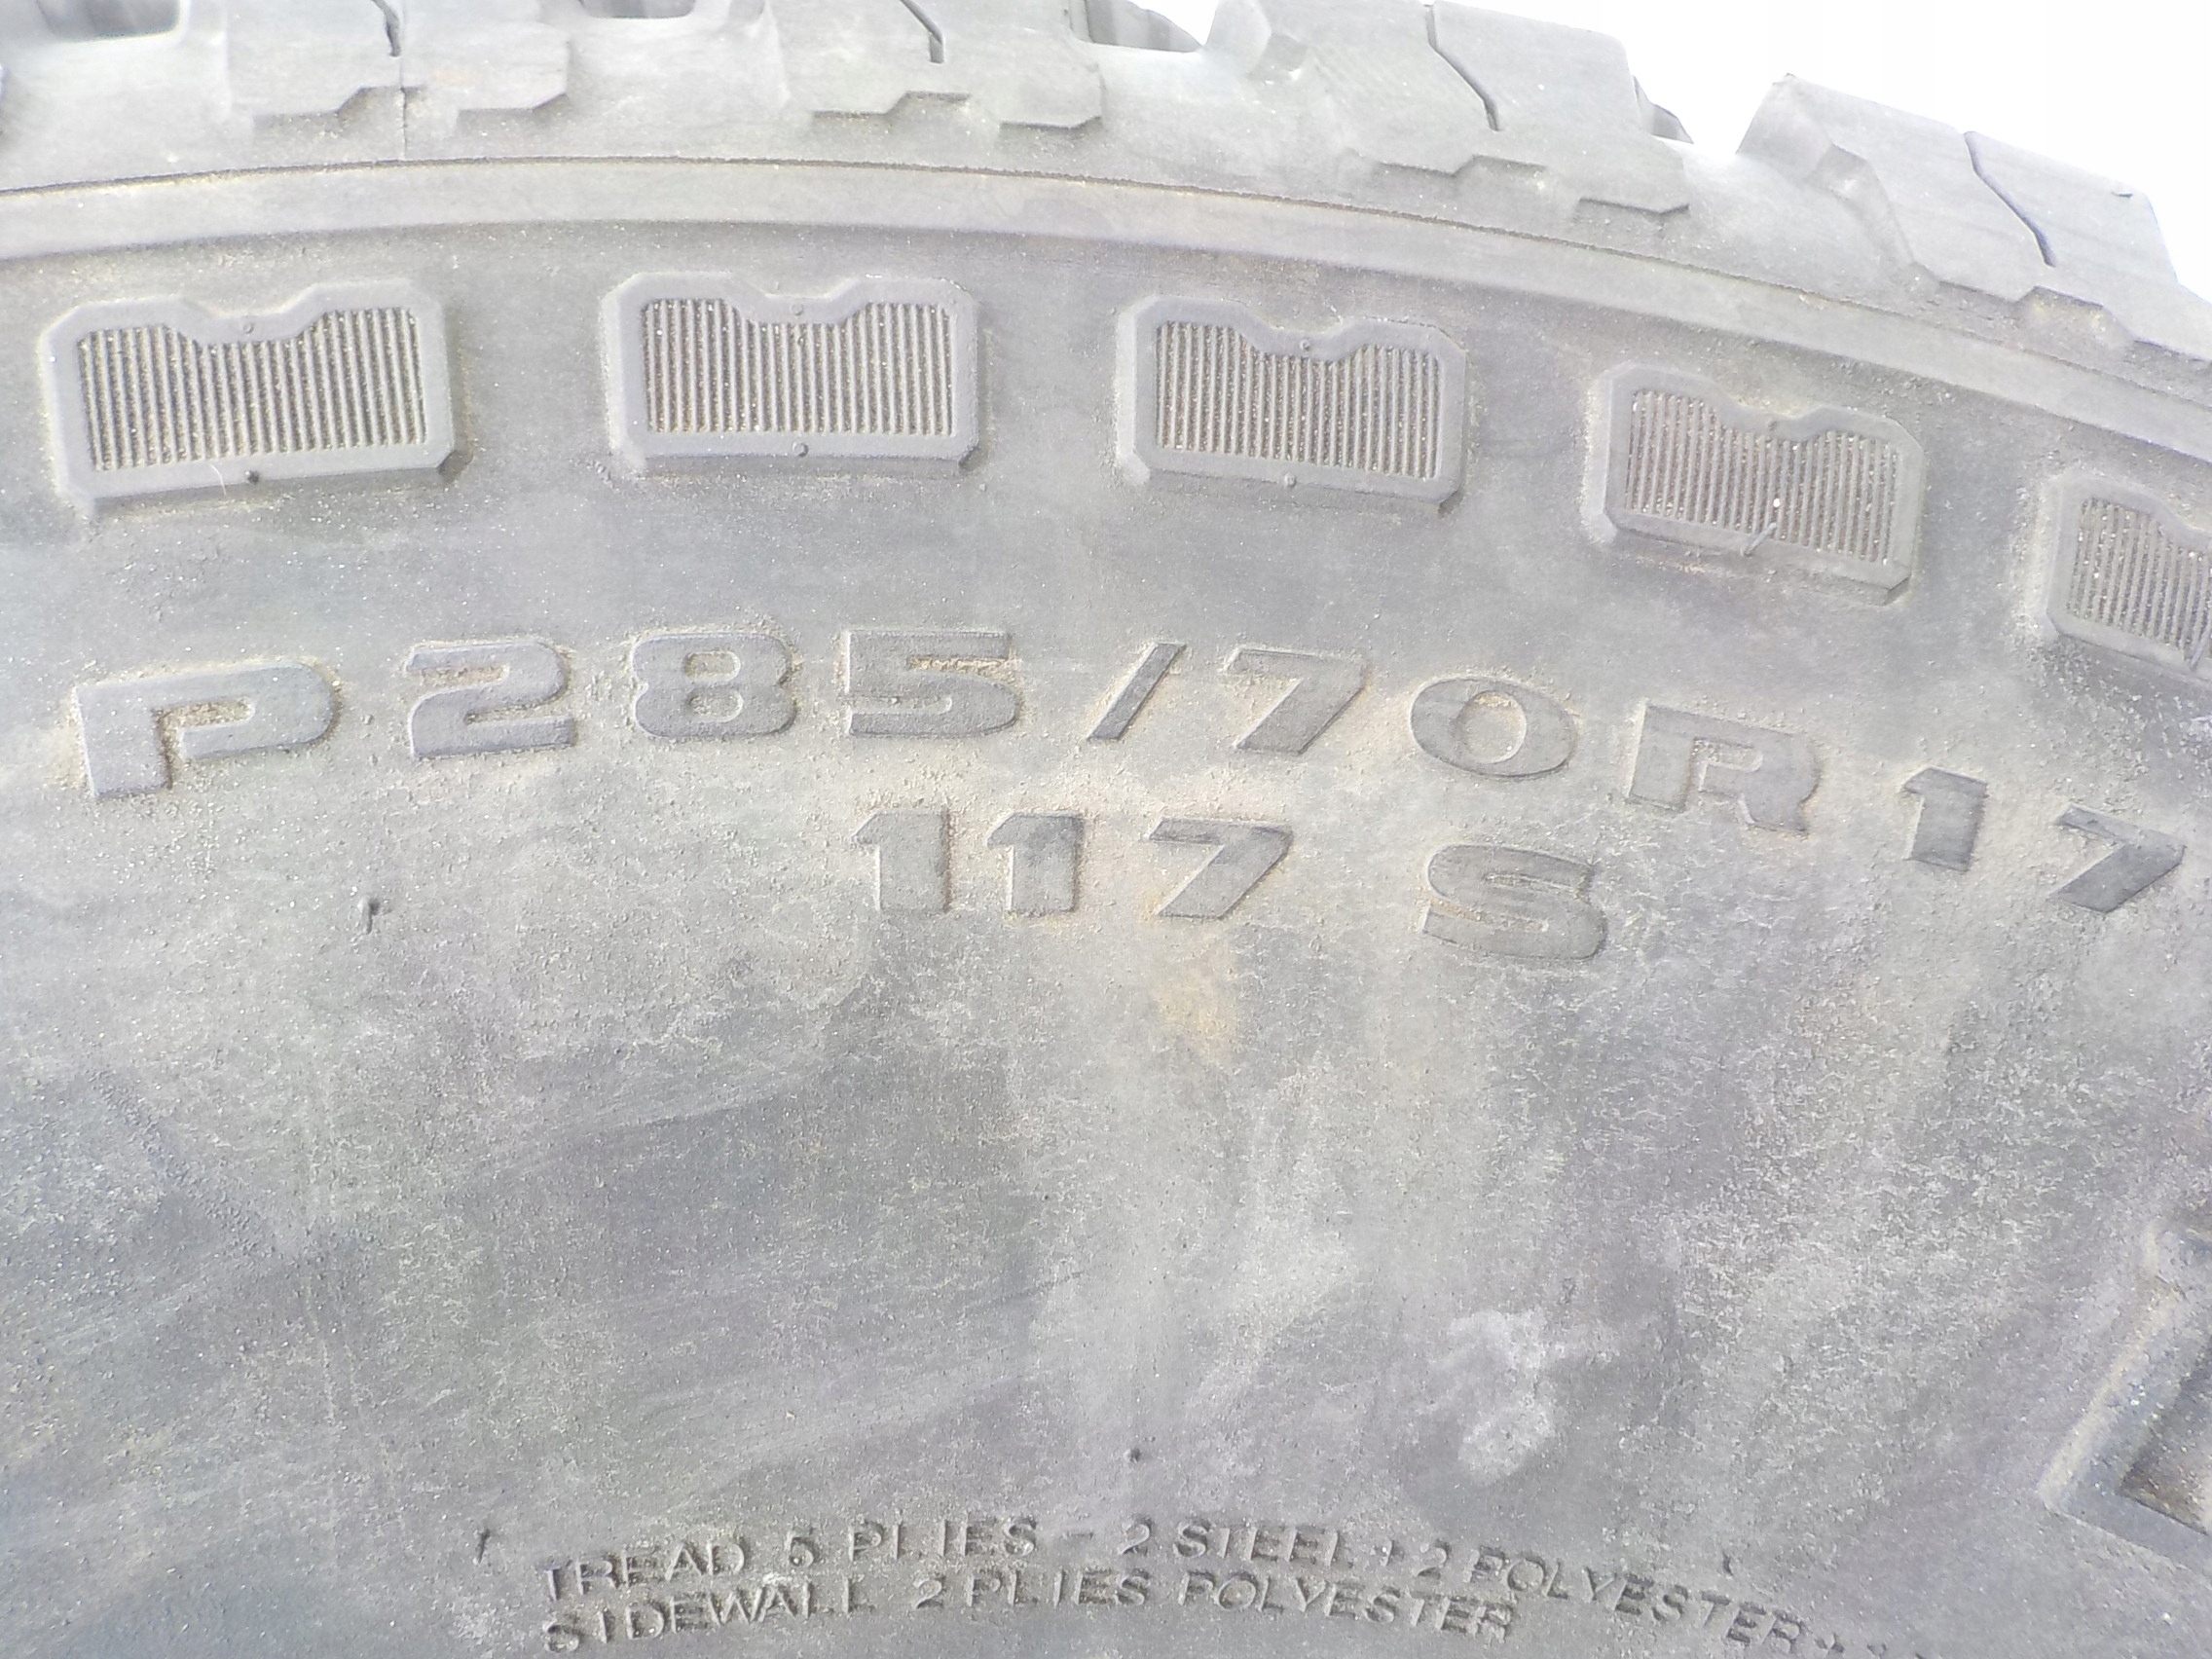 P285/70R17
117 S
TREAD 5 PLIES - 2 STEEL + 2 POLYESTER +
SIDEWALL 2 PLIES POLYESTER